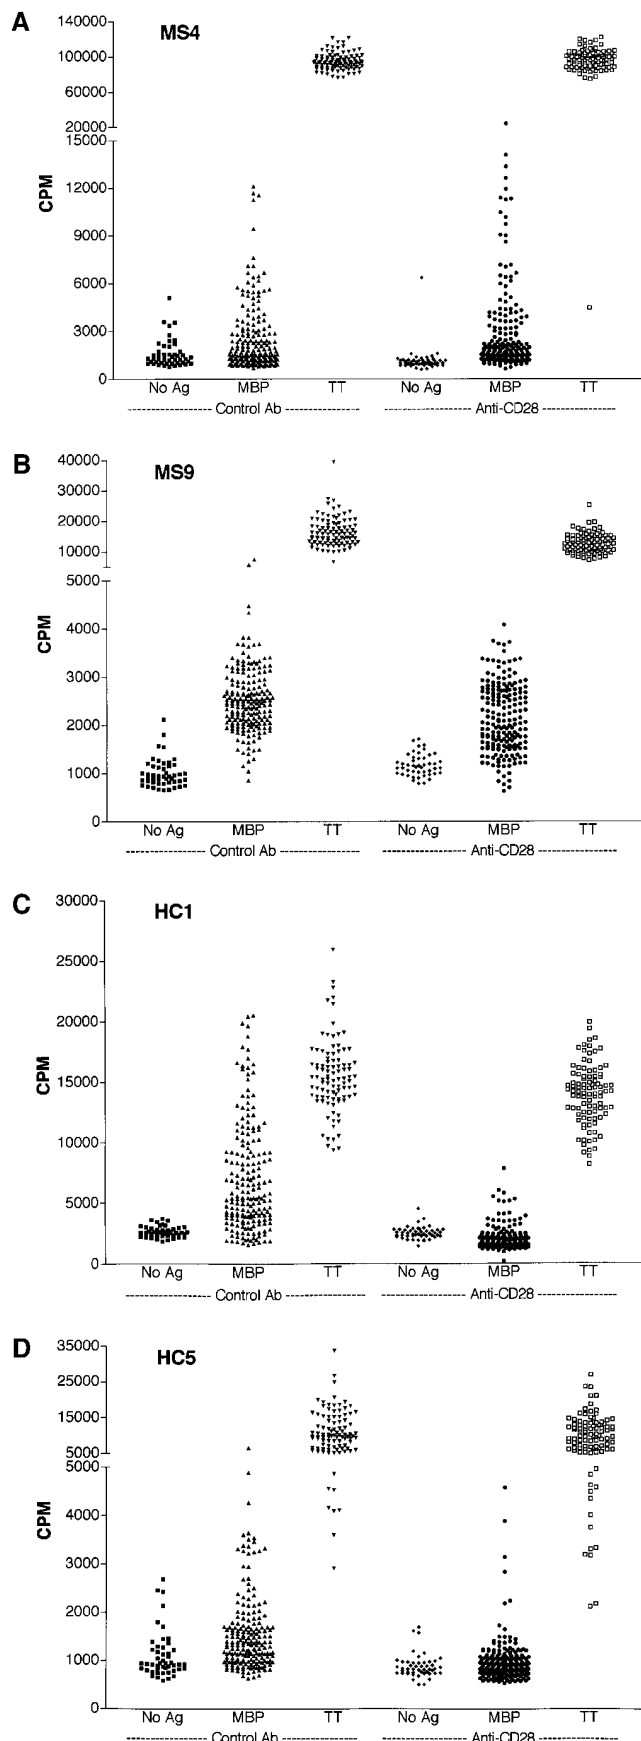 A
MS4
140000
100000
60000
20000
15000
12000
9000
6000
3000
0
CPM
No Ag MBP TT No Ag MBP TT
Control Ab Anti-CD28
B
MS9
40000
30000
20000
10000
5000
4000
3000
2000
1000
0
CPM
No Ag MBP TT No Ag MBP TT
Control Ab Anti-CD28
C
HC1
30000
25000
20000
15000
10000
5000
0
CPM
No Ag MBP TT No Ag MBP TT
Control Ab Anti-CD28
D
HC5
35000
25000
15000
5000
5000
4000
3000
2000
1000
0
CPM
No Ag MBP TT No Ag MBP TT
Control Ab Anti-CD28